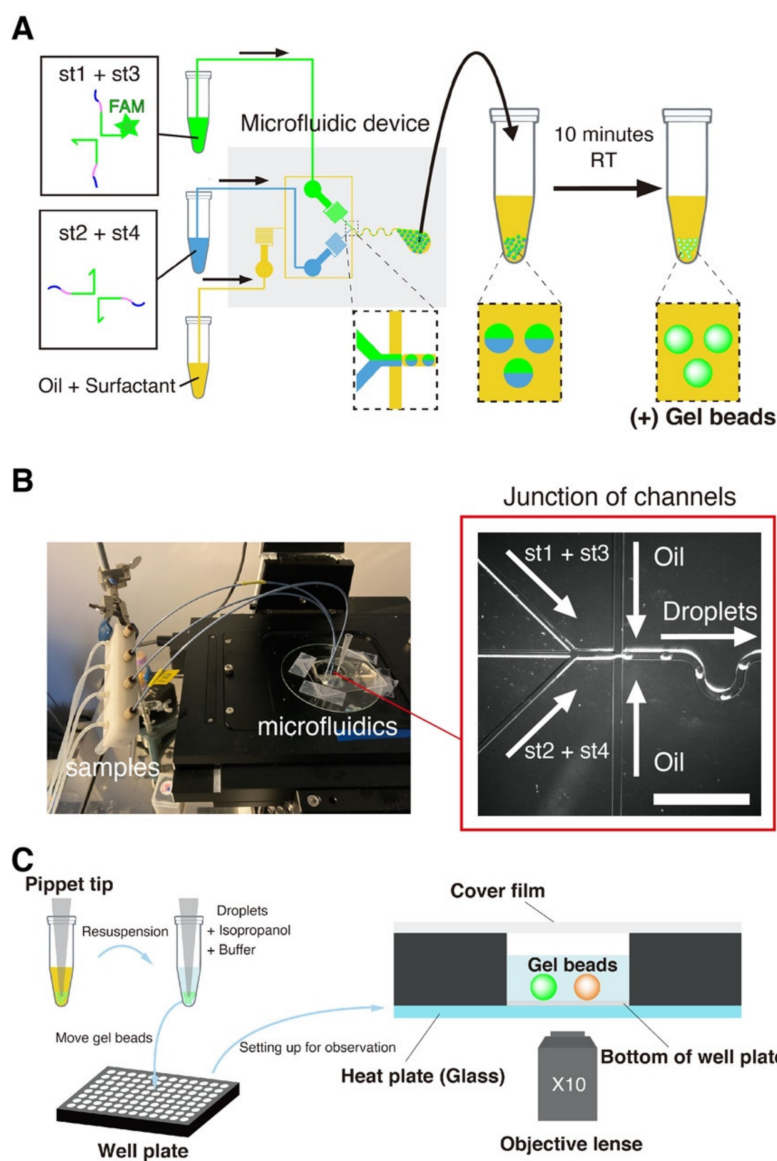 A
st1 + st3
FAM
Microfluidic device
10 minutes
RT
st2 + st4
Oil + Surfactant
(+) Gel beads
B
Junction of channels
samples
microfluidics
st1 + st3
Oil
Droplets
st2 + st4
Oil
C
Pippet tip
Resuspension
Droplets
+ Isopropanol
+ Buffer
Move gel beads
Setting up for observation
Well plate
Cover film
Gel beads
Heat plate (Glass)
Bottom of well plate
X10
Objective lense